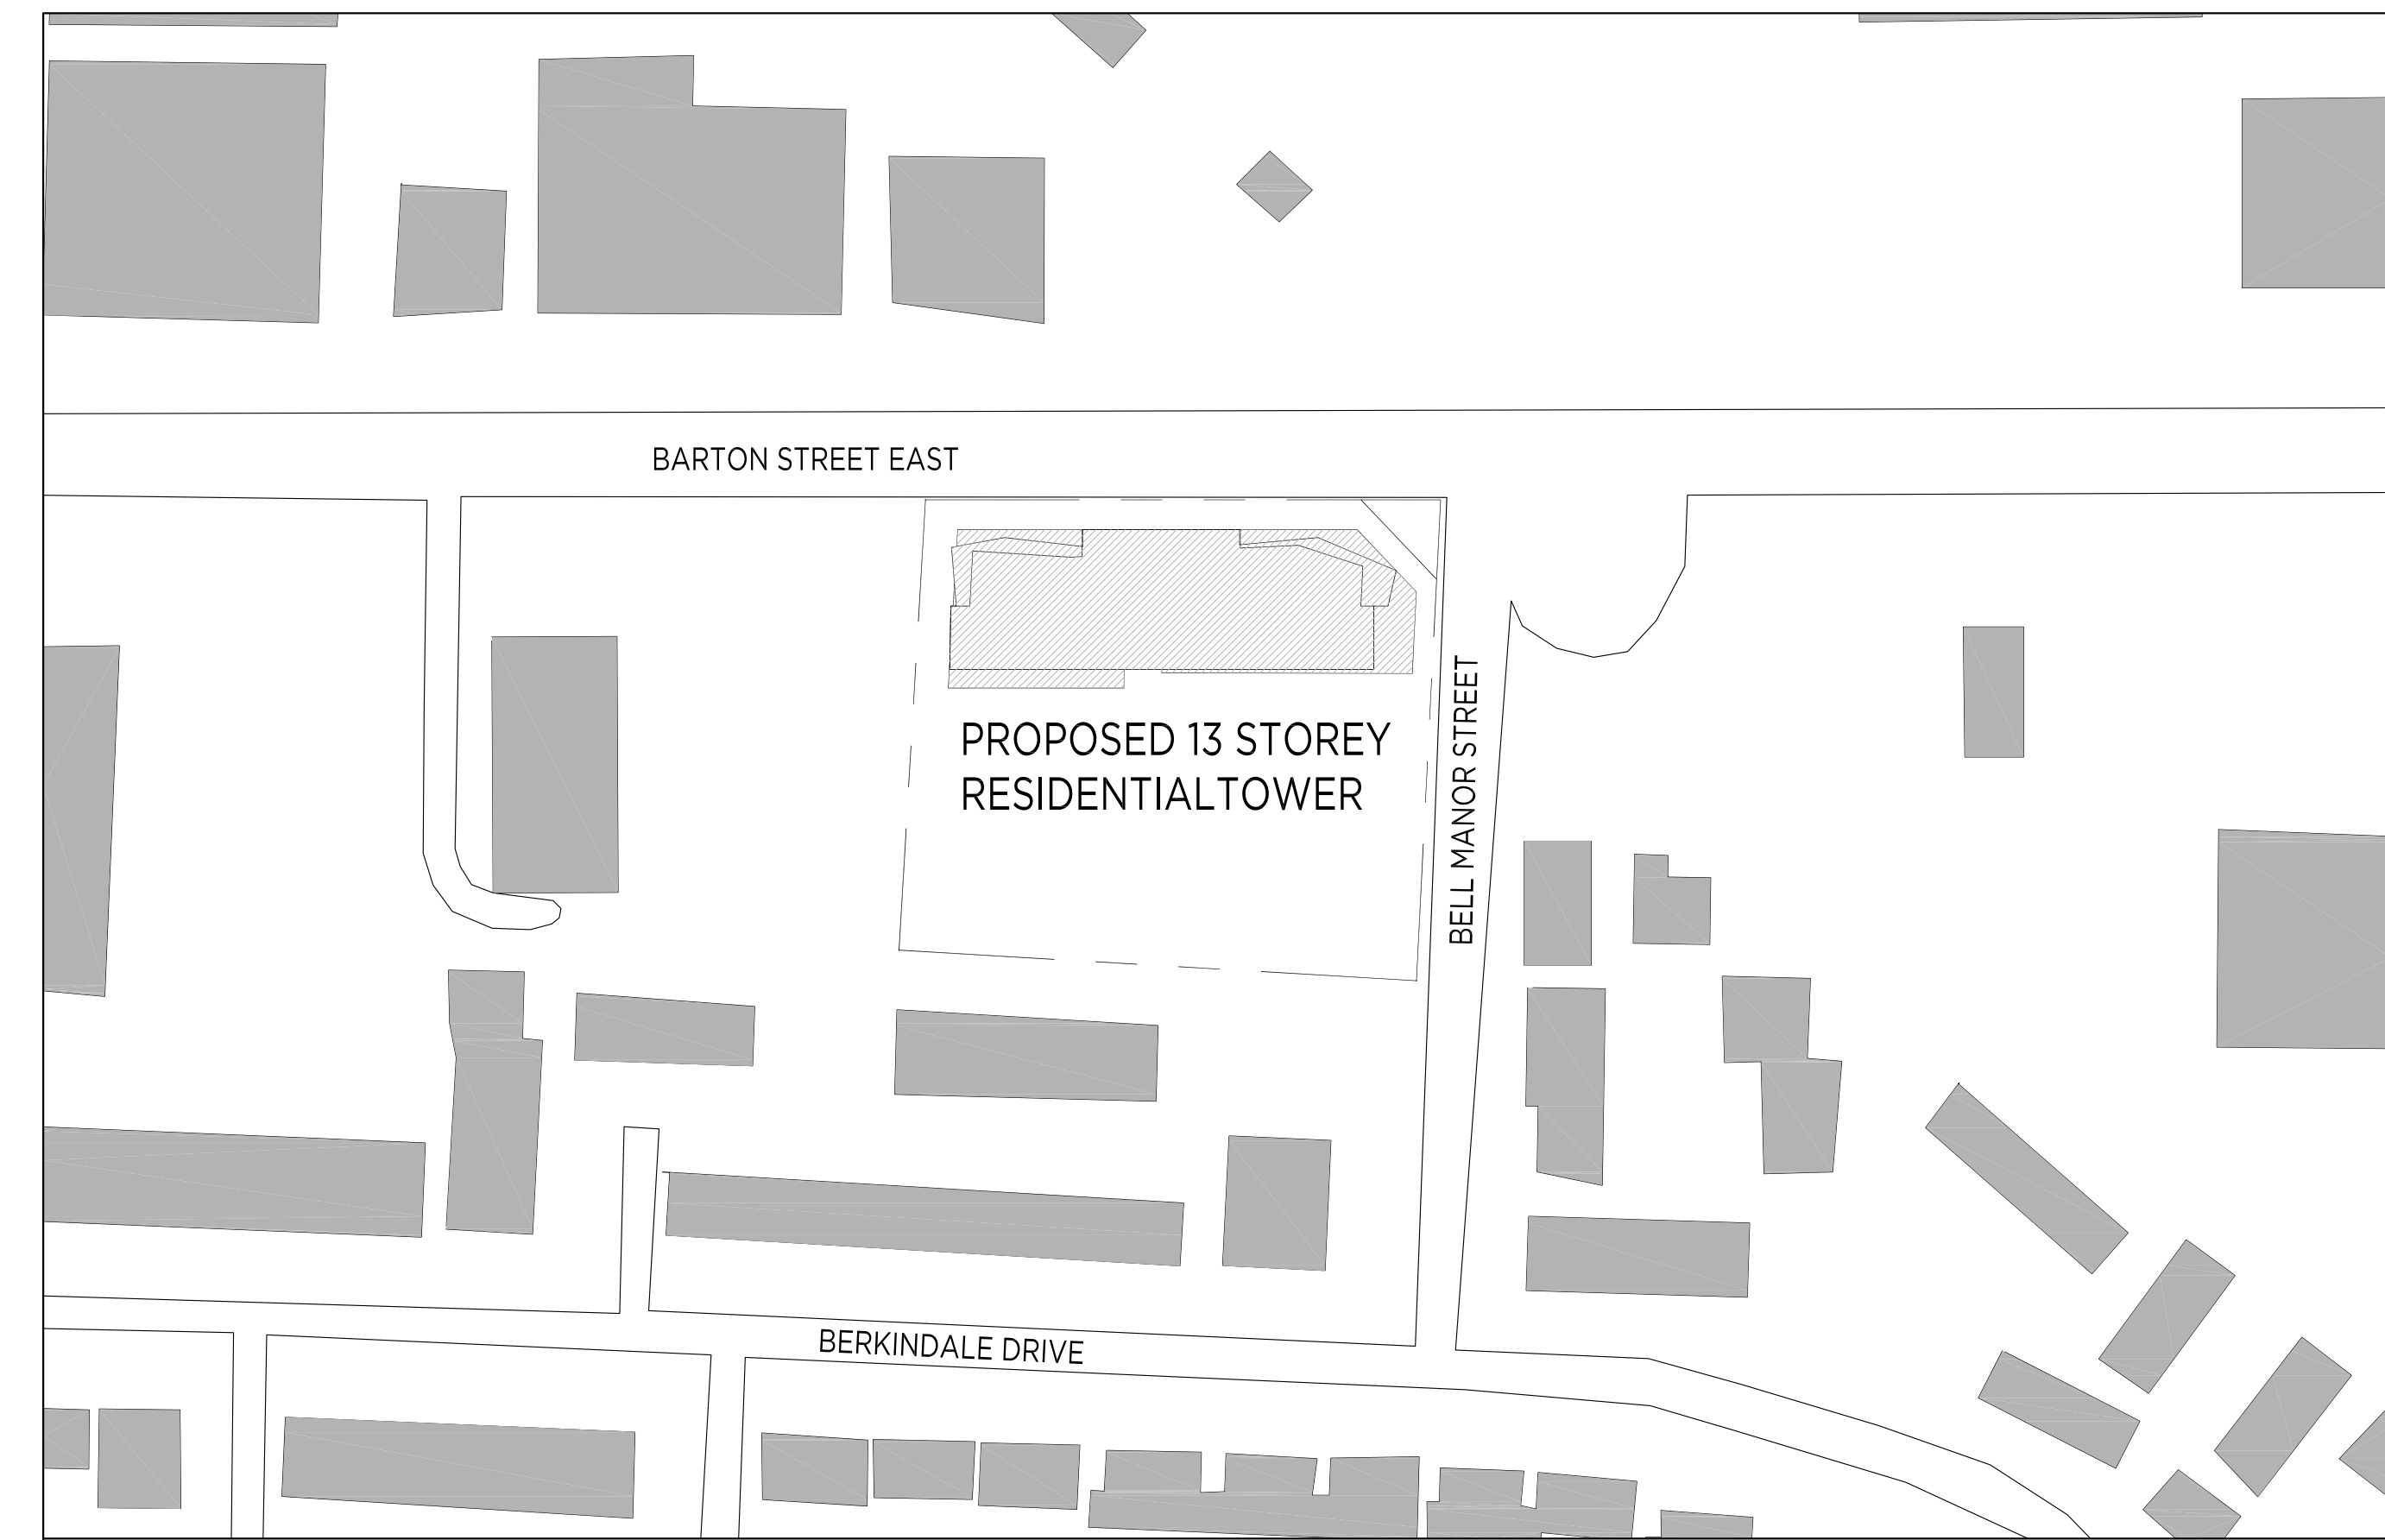 BARTON STREET EAST
PROPOSED 13 STOREY
RESIDENTIALTOWER
BELL MANOR STREET
BERKINDALE DRIVE